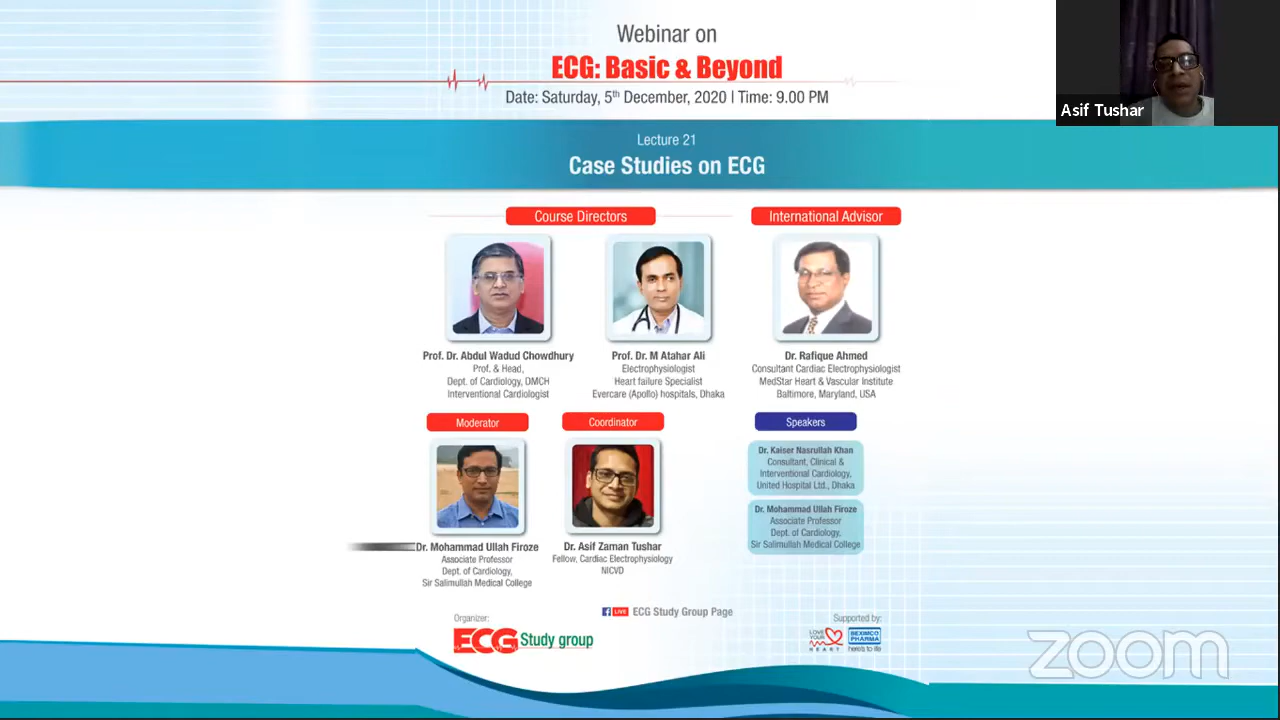 Webinar on
ECG: Basic & Beyond
Date: Saturday, 5th December, 2020 | Time: 9.00 PM
Asif Tushar
Lecture 21
Case Studies on ECG
Course Directors
International Advisor
Prof. Dr. Abdul Wadud Chowdhury
Prof. & Head,
Dept. of Cardiology, DMCH
Interventional Cardiologist
Prof. Dr. M Atahar Ali
Electrophysiologist
Heart failure Specialist
Evercare (Apollo) hospitals, Dhaka
Dr. Rafique Ahmed
Consultant Cardiac Electrophysiologist
MedStar Heart & Vascular Institute
Baltimore, Maryland, USA
Moderator
Coordinator
Speakers
Dr. Mohammad Ullah Firoze
Associate Professor
Dept. of Cardiology,
Sir Salimullah Medical College
Dr. Asif Zaman Tushar
Fellow, Cardiac Electrophysiology
NICVD
Dr. Kaiser Nasrullah Khan
Consultant, Clinical &
Interventional Cardiology,
United Hospital Ltd., Dhaka
Dr. Mohammad Ullah Firoze
Associate Professor
Dept. of Cardiology,
Sir Salimullah Medical College
f LIVE ECG Study Group Page
Organizer:
ECG Study group
Supported by:
LOVE
YOUR
HEART
BEXIMCO
PHARMA
here's to life
zoom